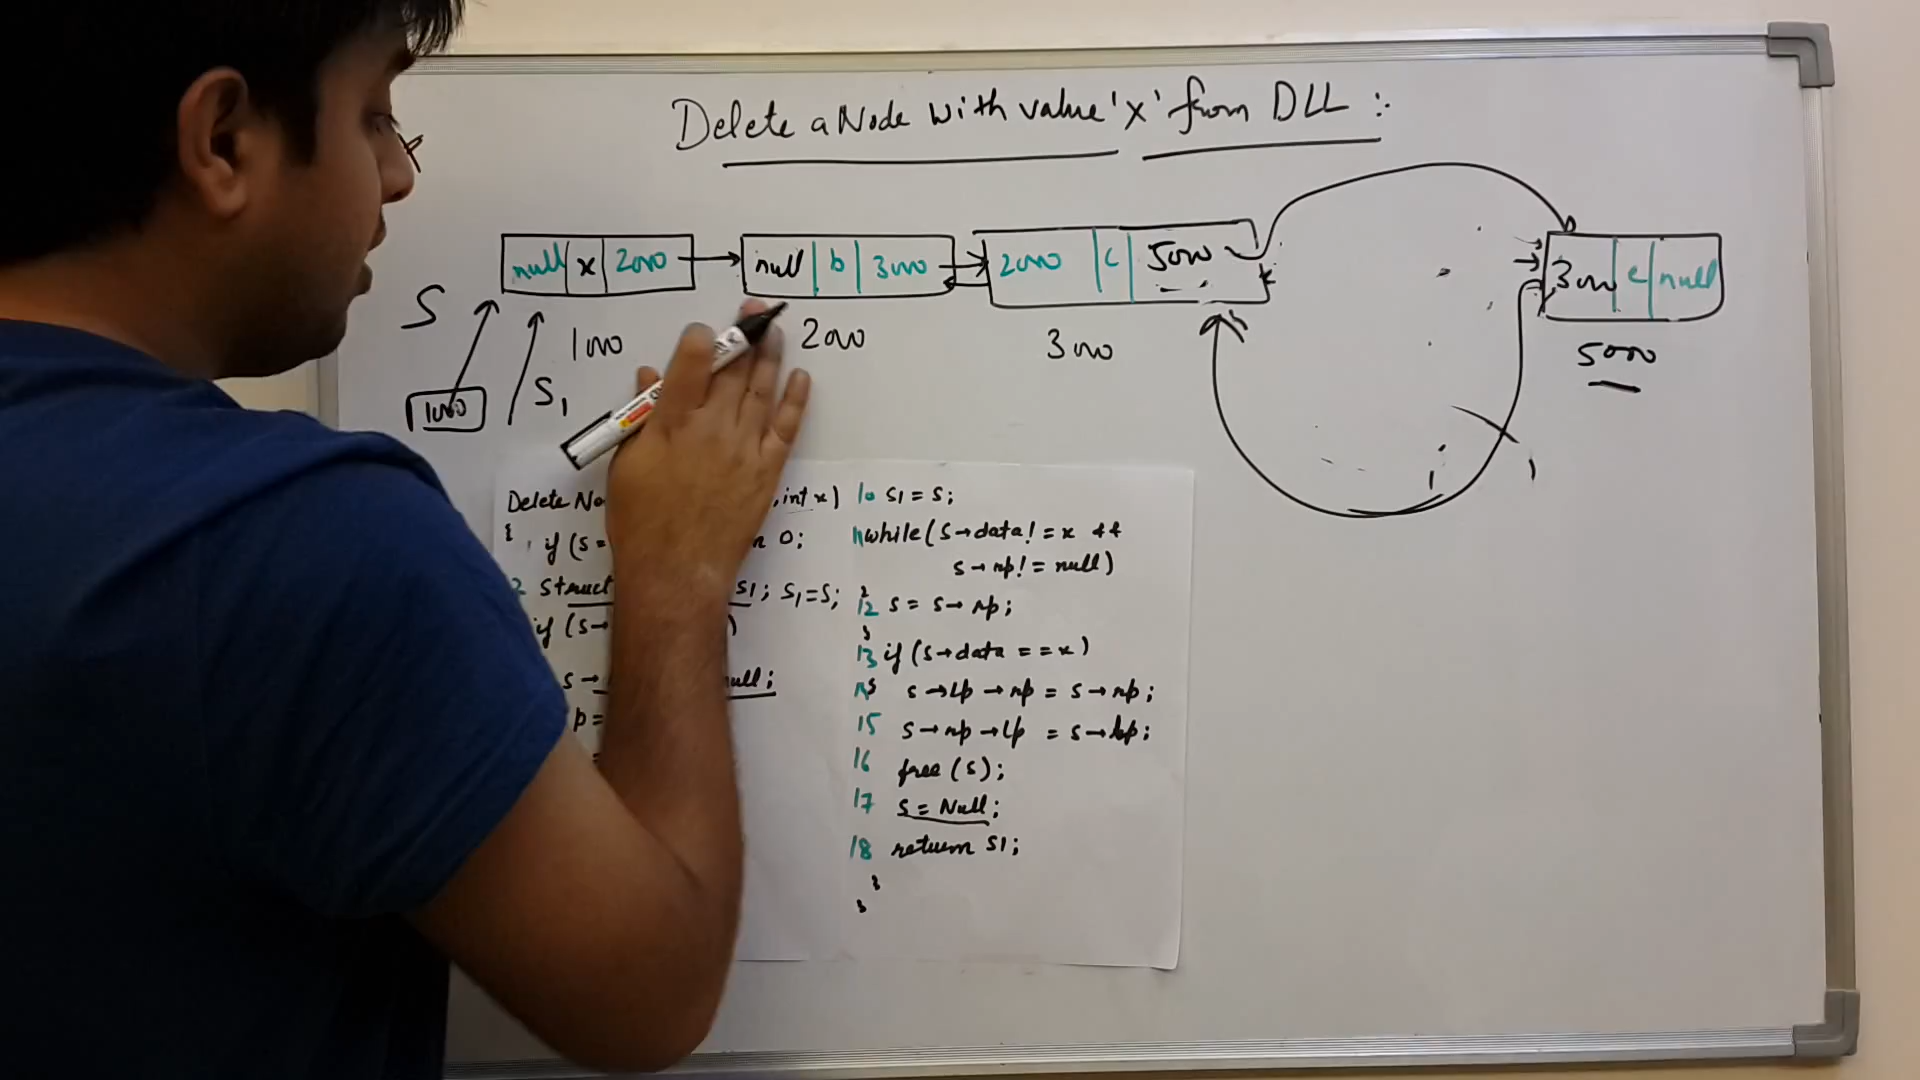 Delete a Node with value 'x' from DLL :
null x 2000
null b 3000
2000 c 5000
3000 e null
S
1000
2000
3000
5000
1000
S1
Delete No , int x)
{ 1 if (s= n 0;
2 struct s1; s1=s;
if (s→ )
s→ null;
p=
=
10 s1 = s;
11 while (s→data! = x &&
s→np! = null)
{
12 s = s→np;
}
13 if (s→data == x)
14 { s→Lp→np = s→np;
15 s→np→Lp = s→Lp;
16 free (s);
17 s = Null;
18 return s1;
}
}